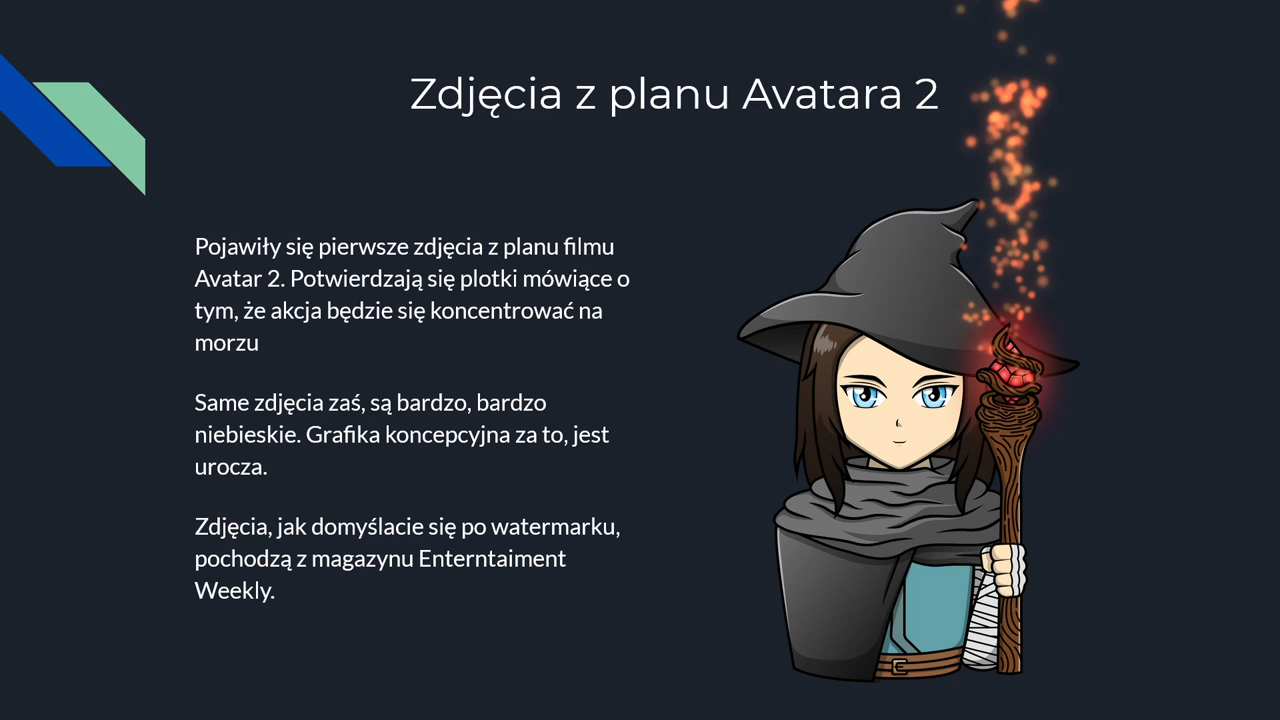 Zdjęcia z planu Avatara 2
Pojawiły się pierwsze zdjęcia z planu filmu
Avatar 2. Potwierdzają się plotki mówiące o
tym, że akcja będzie się koncentrować na
morzu
Same zdjęcia zaś, są bardzo, bardzo
niebieskie. Grafika koncepcyjna za to, jest
urocza.
Zdjęcia, jak domyślacie się po watermarku,
pochodzą z magazynu Enterntaiment
Weekly.